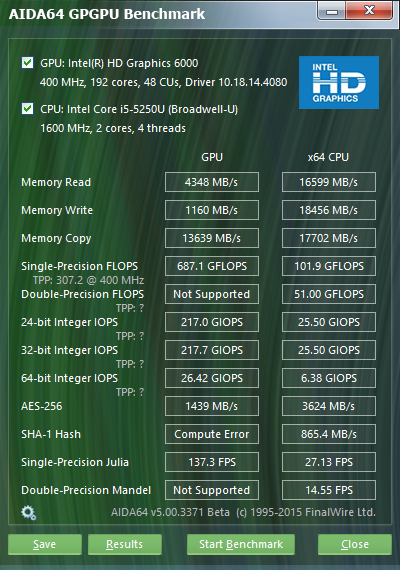 AIDA64 GPGPU Benchmark
GPU: Intel(R) HD Graphics 6000
400 MHz, 192 cores, 48 CUs, Driver 10.18.14.4080
CPU: Intel Core i5-5250U (Broadwell-U)
1600 MHz, 2 cores, 4 threads
INTEL
HD
GRAPHICS
GPU x64 CPU
Memory Read 4348 MB/s 16599 MB/s
Memory Write 1160 MB/s 18456 MB/s
Memory Copy 13639 MB/s 17702 MB/s
Single-Precision FLOPS 687.1 GFLOPS 101.9 GFLOPS
TPP: 307.2 @ 400 MHz
Double-Precision FLOPS Not Supported 51.00 GFLOPS
TPP: ?
24-bit Integer IOPS 217.0 GIOPS 25.50 GIOPS
TPP: ?
32-bit Integer IOPS 217.7 GIOPS 25.50 GIOPS
TPP: ?
64-bit Integer IOPS 26.42 GIOPS 6.38 GIOPS
TPP: ?
AES-256 1439 MB/s 3624 MB/s
SHA-1 Hash Compute Error 865.4 MB/s
Single-Precision Julia 137.3 FPS 27.13 FPS
Double-Precision Mandel Not Supported 14.55 FPS
AIDA64 v5.00.3371 Beta (c) 1995-2015 FinalWire Ltd.
Save Results Start Benchmark Close